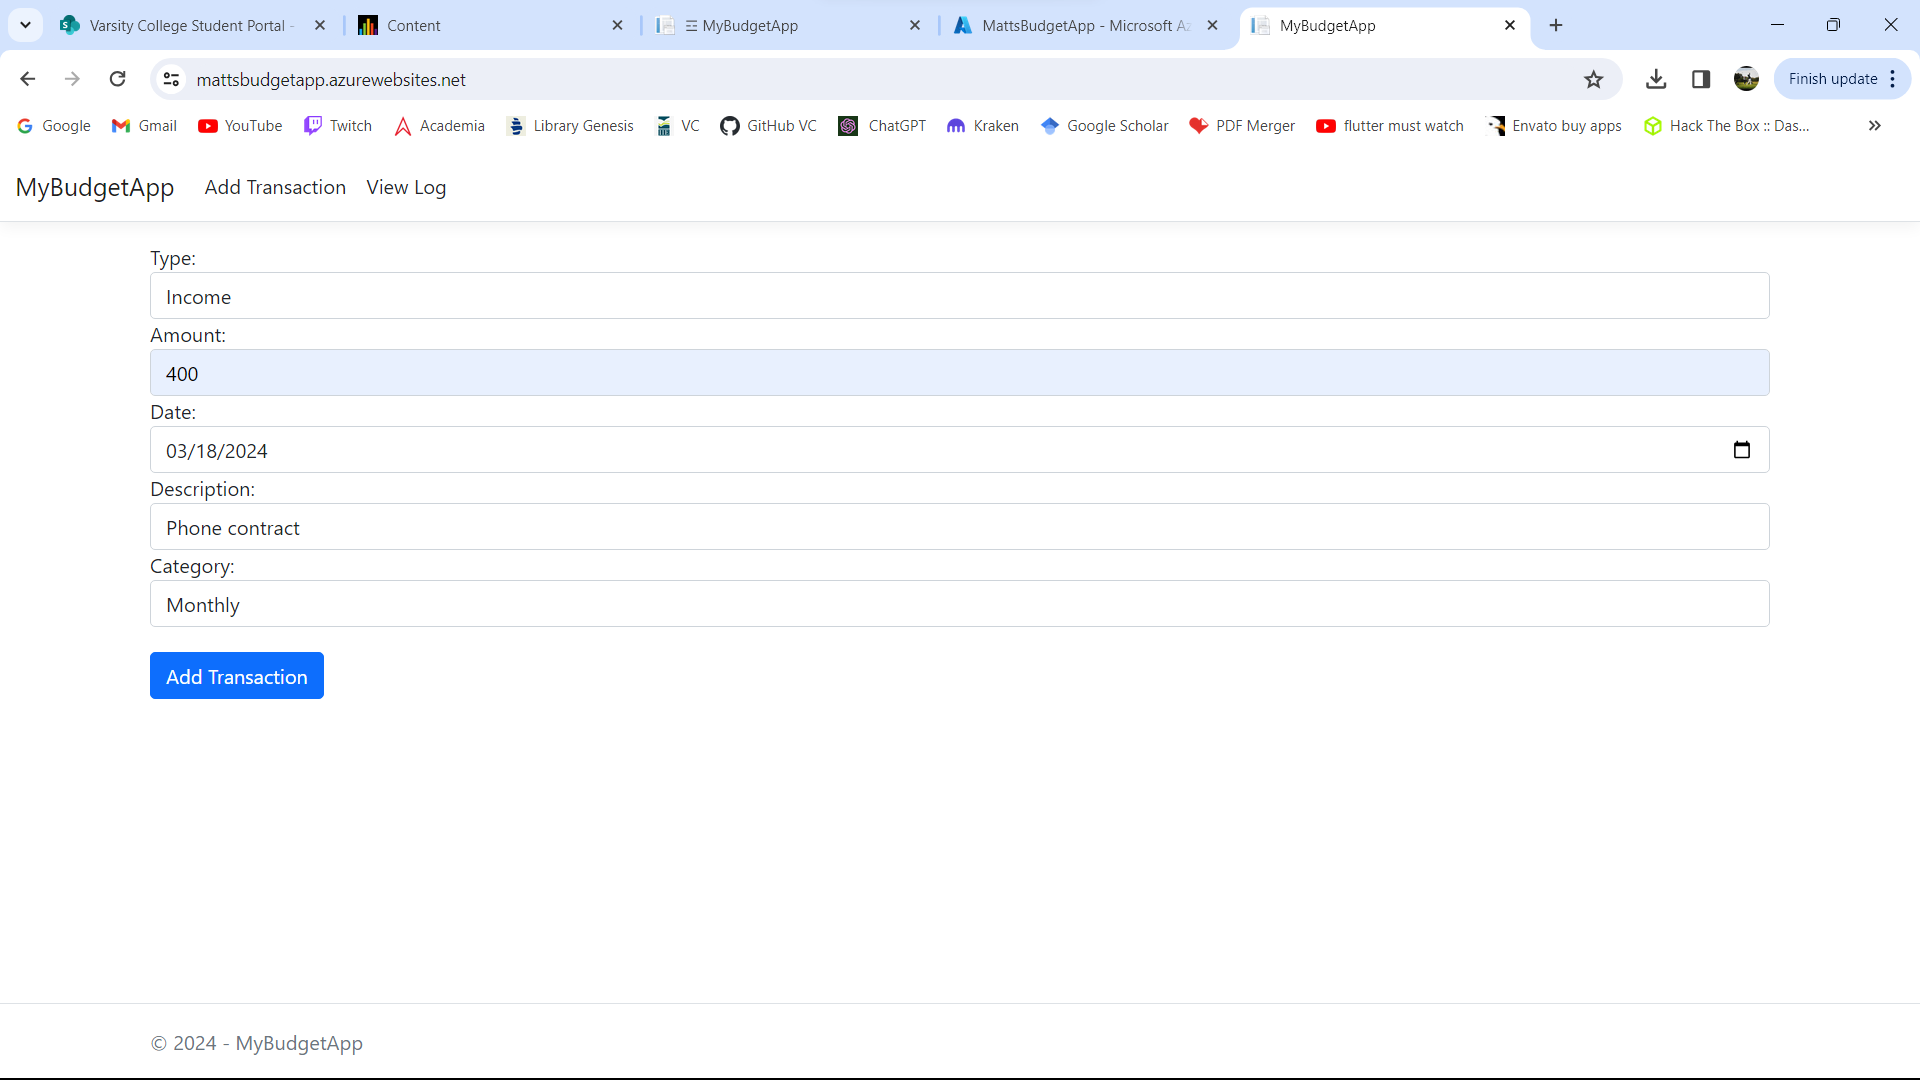 Varsity College Student Portal -
Content
MyBudgetApp
MattsBudgetApp - Microsoft Az
MyBudgetApp
mattsbudgetapp.azurewebsites.net
Finish update
Google
Gmail
YouTube
Twitch
Academia
Library Genesis
VC
GitHub VC
ChatGPT
Kraken
Google Scholar
PDF Merger
flutter must watch
Envato buy apps
Hack The Box :: Das...
MyBudgetApp Add Transaction View Log
Type:
Income
Amount:
400
Date:
03/18/2024
Description:
Phone contract
Category:
Monthly
Add Transaction
© 2024 - MyBudgetApp